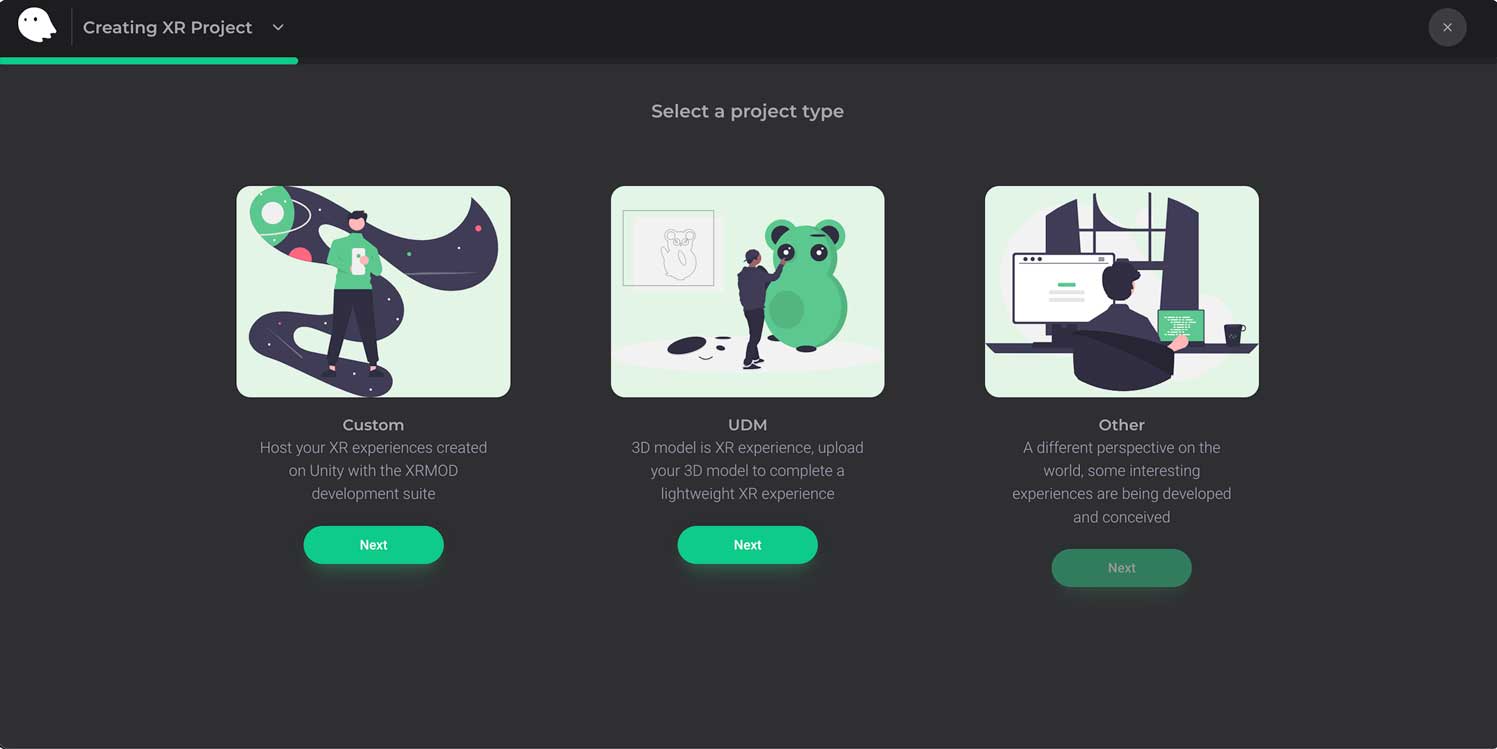 Creating XR Project
Select a project type
Custom
Host your XR experiences created
on Unity with the XRMOD
development suite
Next
UDM
3D model is XR experience, upload
your 3D model to complete a
lightweight XR experience
Next
Other
A different perspective on the
world, some interesting
experiences are being developed
and conceived
Next